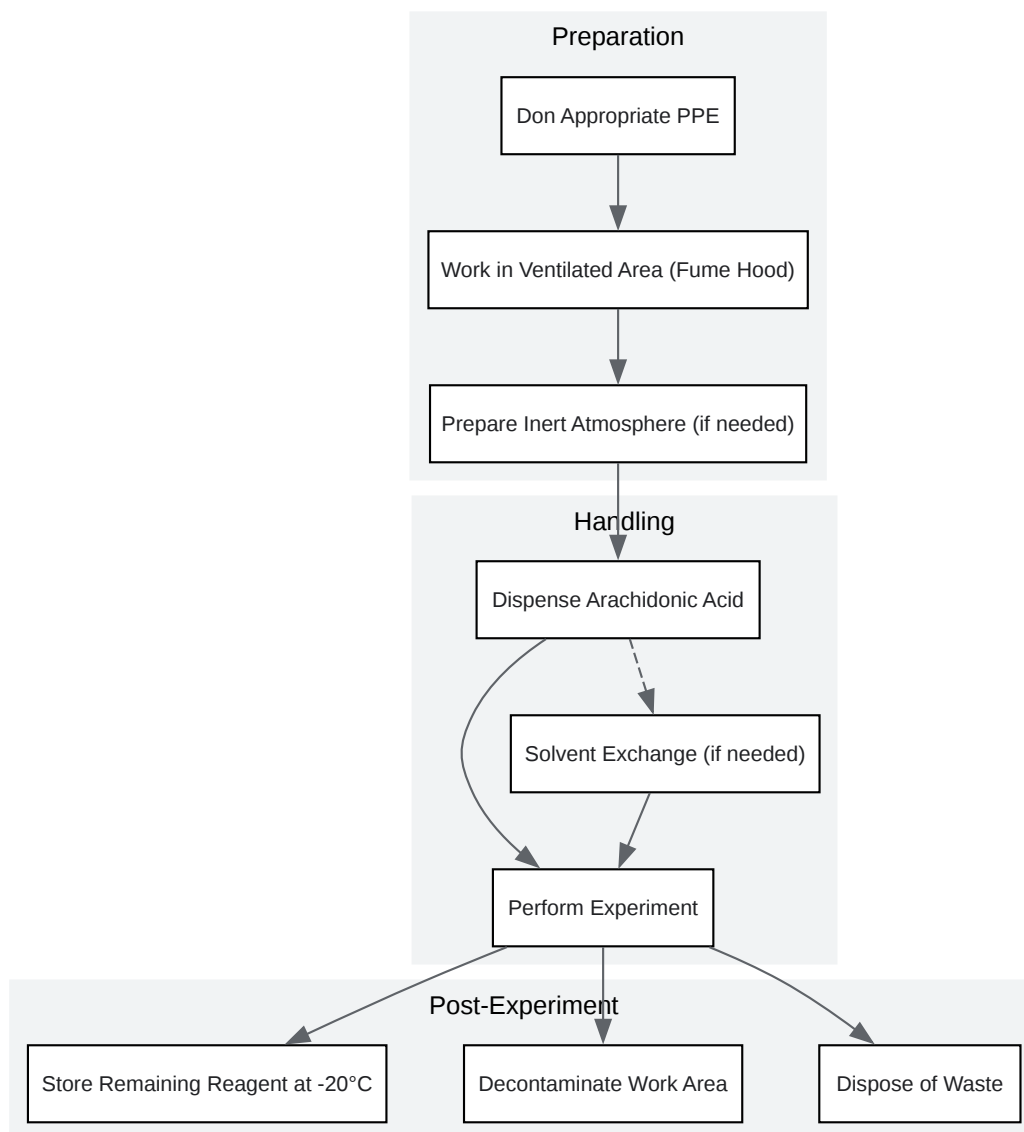 Preparation
Don Appropriate PPE
Work in Ventilated Area (Fume Hood)
Prepare Inert Atmosphere (if needed)
Handling
Dispense Arachidonic Acid
Solvent Exchange (if needed)
Perform Experiment
Post-Experiment
Store Remaining Reagent at -20°C
Decontaminate Work Area
Dispose of Waste